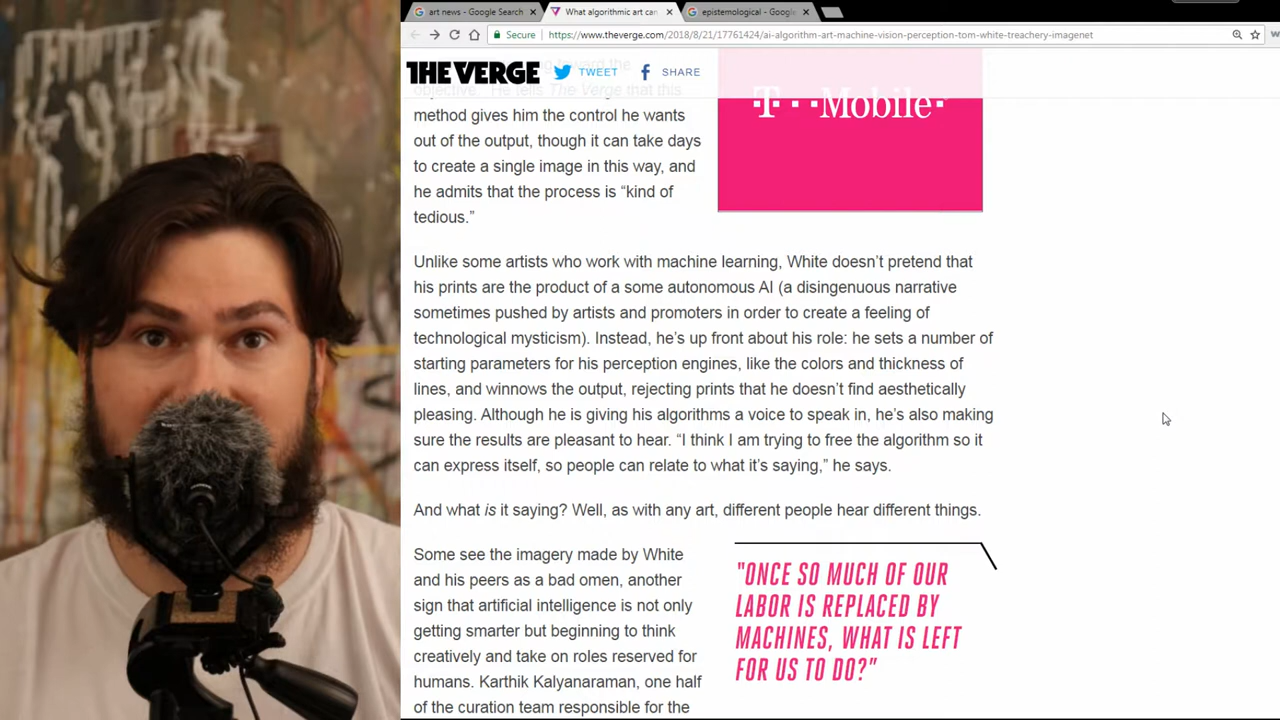 art news - Google Search
What algorithmic art can
epistemological - Google
Secure
https://www.theverge.com/2018/8/21/17761424/ai-algorithm-art-machine-vision-perception-tom-white-treachery-imagenet
THE VERGE
TWEET
SHARE
the
objective." He tells The Verge that this
method gives him the control he wants
out of the output, though it can take days
to create a single image in this way, and
he admits that the process is “kind of
tedious.”
T··Mobile·
Unlike some artists who work with machine learning, White doesn’t pretend that
his prints are the product of a some autonomous AI (a disingenuous narrative
sometimes pushed by artists and promoters in order to create a feeling of
technological mysticism). Instead, he’s up front about his role: he sets a number of
starting parameters for his perception engines, like the colors and thickness of
lines, and winnows the output, rejecting prints that he doesn’t find aesthetically
pleasing. Although he is giving his algorithms a voice to speak in, he’s also making
sure the results are pleasant to hear. “I think I am trying to free the algorithm so it
can express itself, so people can relate to what it’s saying,” he says.
And what is it saying? Well, as with any art, different people hear different things.
Some see the imagery made by White
and his peers as a bad omen, another
sign that artificial intelligence is not only
getting smarter but beginning to think
creatively and take on roles reserved for
humans. Karthik Kalyanaraman, one half
of the curation team responsible for the
"ONCE SO MUCH OF OUR
LABOR IS REPLACED BY
MACHINES, WHAT IS LEFT
FOR US TO DO?”